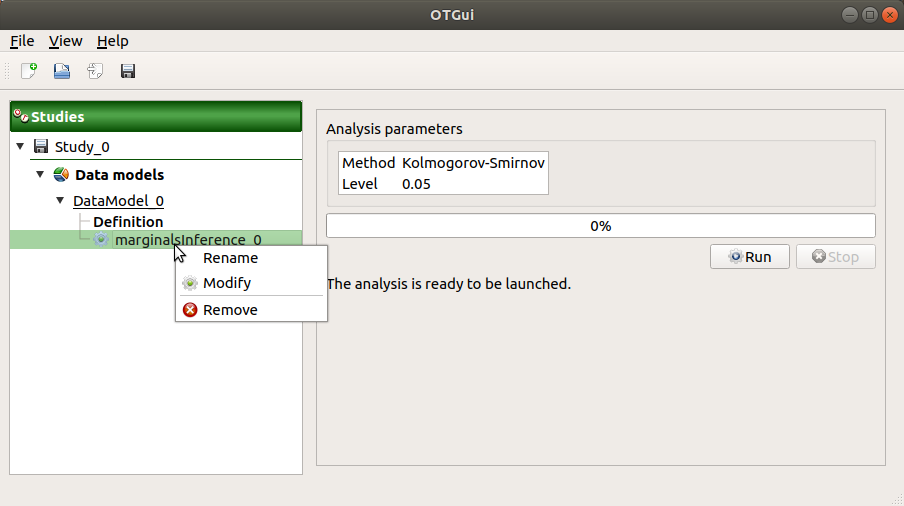 OTGui
File View Help
Studies
Study_0
Data models
DataModel_0
Definition
marginalsInference_0
Rename
Modify
Remove
Analysis parameters
Method Kolmogorov-Smirnov
Level 0.05
0%
Run Stop
The analysis is ready to be launched.